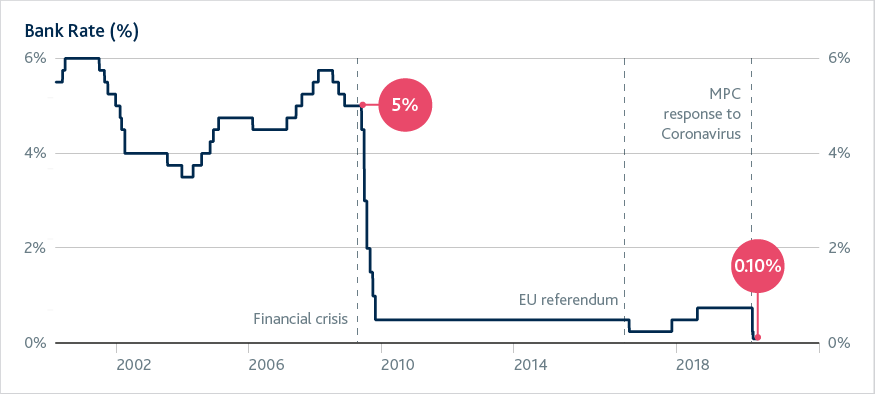 Bank Rate (%)
6%
6%
MPC
response to
Coronavirus
5%
4%
4%
2%
2%
0.10%
EU referendum
Financial crisis
0%
0%
2002
2006
2010
2014
2018